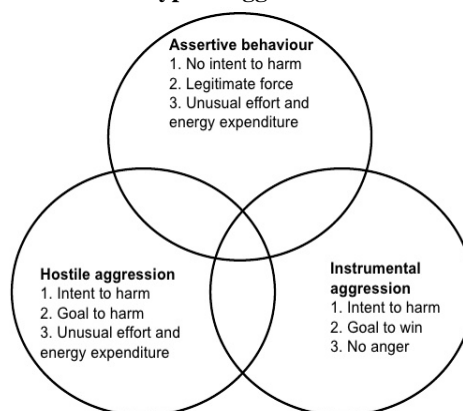 Assertive behaviour
1. No intent to harm
2. Legitimate force
3. Unusual effort and
energy expenditure
Hostile aggression
1. Intent to harm
2. Goal to harm
3. Unusual effort and
energy expenditure
Instrumental
aggression
1. Intent to harm
2. Goal to win
3. No anger